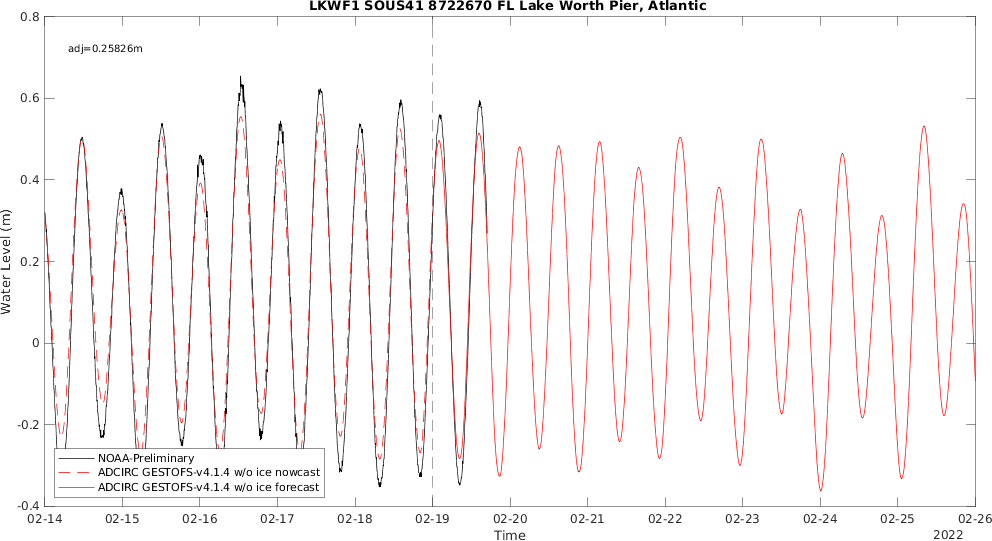 LKWF1 SOUS41 8722670 FL Lake Worth Pier, Atlantic
adj=0.25826m
0.8
0.6
0.4
0.2
0
-0.2
-0.4
Water Level (m)
NOAA-Preliminary
ADCIRC GESTOFS-v4.1.4 w/o ice nowcast
ADCIRC GESTOFS-v4.1.4 w/o ice forecast
02-14 02-15 02-16 02-17 02-18 02-19 02-20 02-21 02-22 02-23 02-24 02-25 02-26
Time
2022